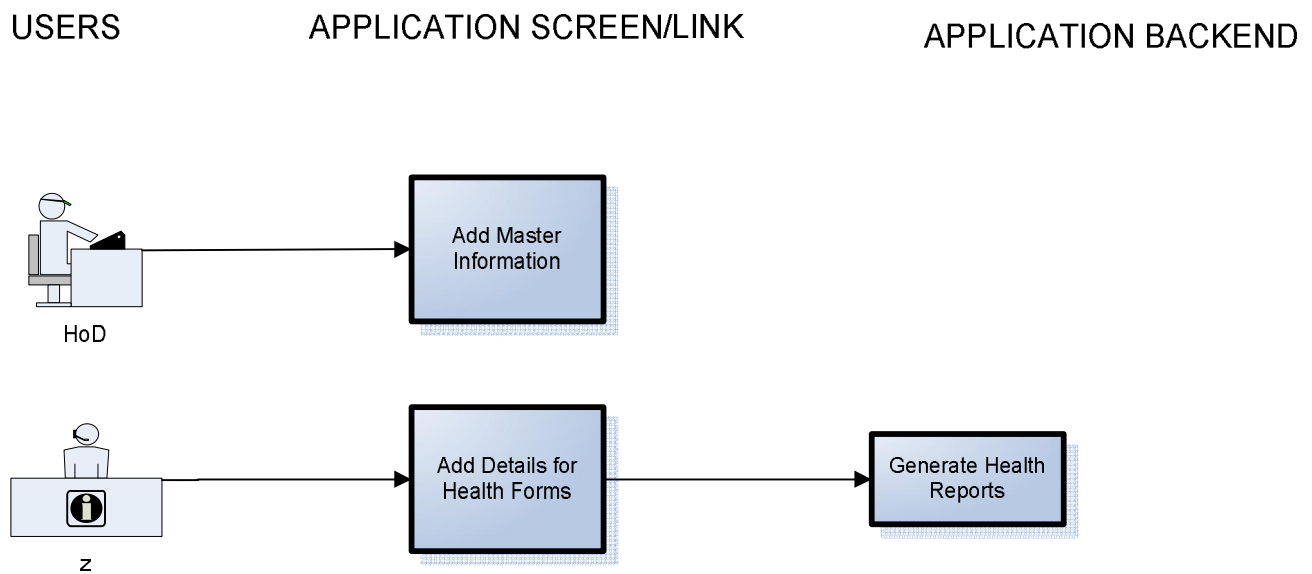 USERS
APPLICATION SCREEN/LINK
APPLICATION BACKEND
Add Master
Information
HoD
Add Details for
Health Forms
Generate Health
Reports
i
z